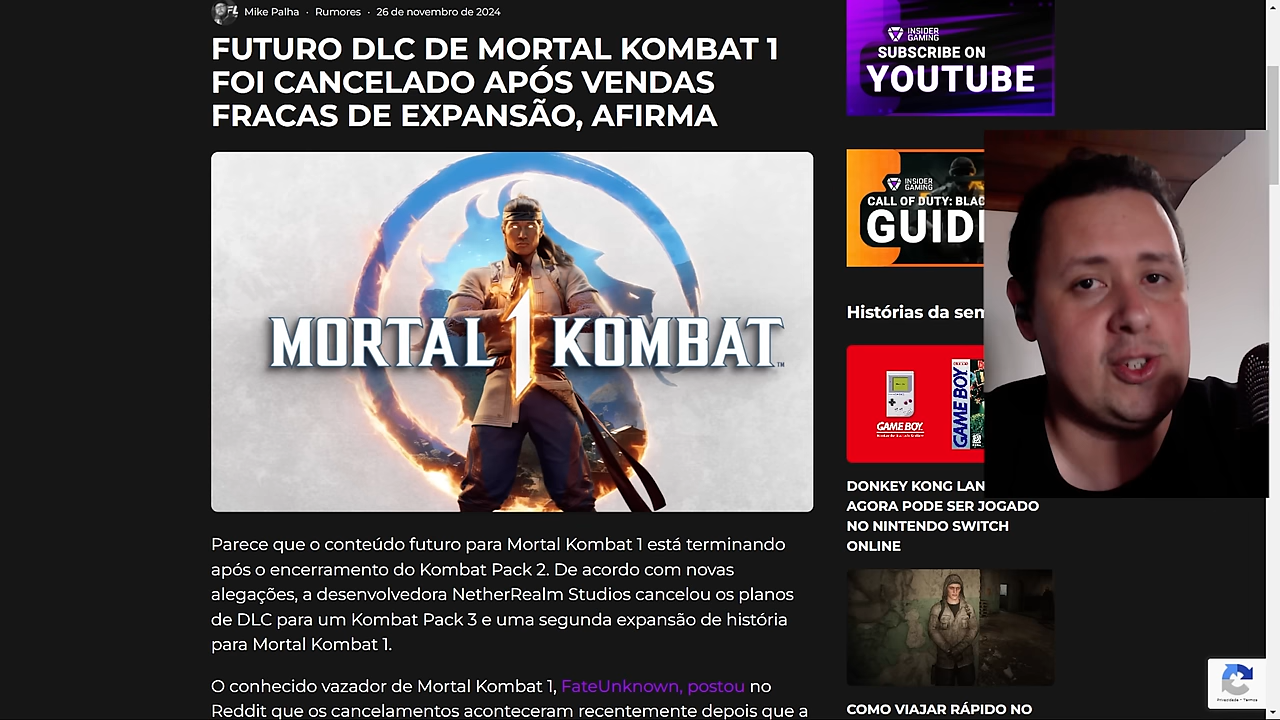 Mike Palha · Rumores · 26 de novembro de 2024
FUTURO DLC DE MORTAL KOMBAT 1
FOI CANCELADO APÓS VENDAS
FRACAS DE EXPANSÃO, AFIRMA
MORTAL 1 KOMBAT™
Parece que o conteúdo futuro para Mortal Kombat 1 está terminando
após o encerramento do Kombat Pack 2. De acordo com novas
alegações, a desenvolvedora NetherRealm Studios cancelou os planos
de DLC para um Kombat Pack 3 e uma segunda expansão de história
para Mortal Kombat 1.
O conhecido vazador de Mortal Kombat 1, FateUnknown, postou no
Reddit que os cancelamentos ocorreram recentemente depois que
INSIDER
GAMING
SUBSCRIBE ON
YOUTUBE
INSIDER
GAMING
CALL OF DUTY: BLAC
GUID
Histórias da sem
GAME BOY
GAME BOY
DONKEY KONG LAN
AGORA PODE SER JOGADO
NO NINTENDO SWITCH
ONLINE
COMO VIAJAR RÁPIDO NO
Privacidade - Termos